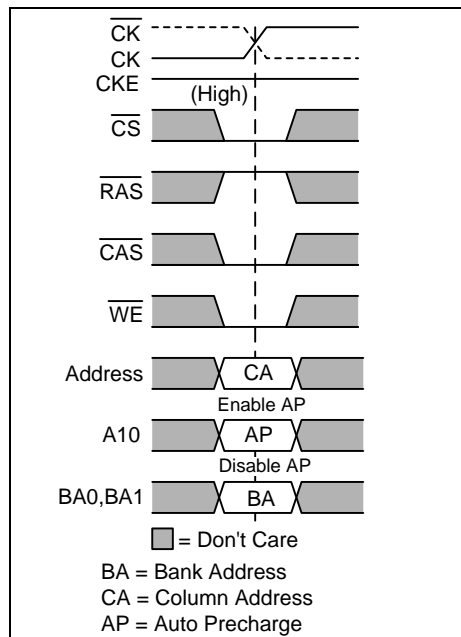 CK
CK
CKE
(High)
CS
RAS
CAS
WE
Address CA
Enable AP
A10 AP
Disable AP
BA0,BA1 BA
= Don't Care
BA = Bank Address
CA = Column Address
AP = Auto Precharge